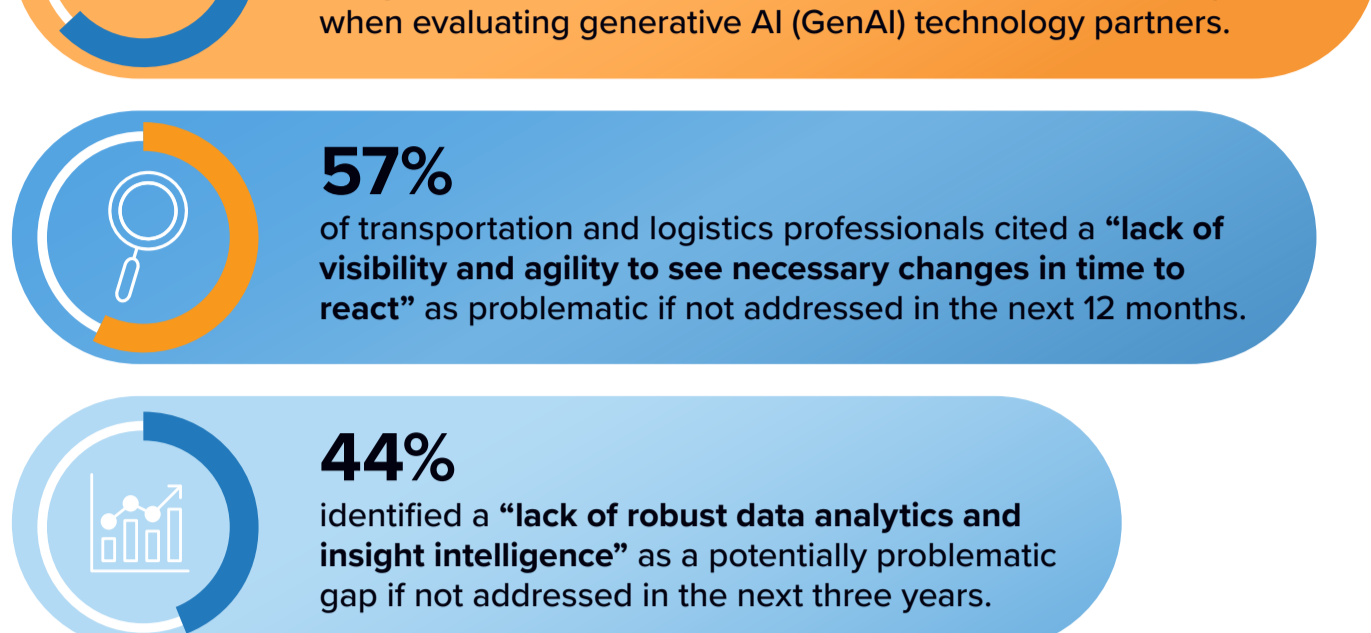 when evaluating generative AI (GenAI) technology partners.
57%
of transportation and logistics professionals cited a “lack of
visibility and agility to see necessary changes in time to
react” as problematic if not addressed in the next 12 months.
44%
identified a “lack of robust data analytics and
insight intelligence” as a potentially problematic
gap if not addressed in the next three years.